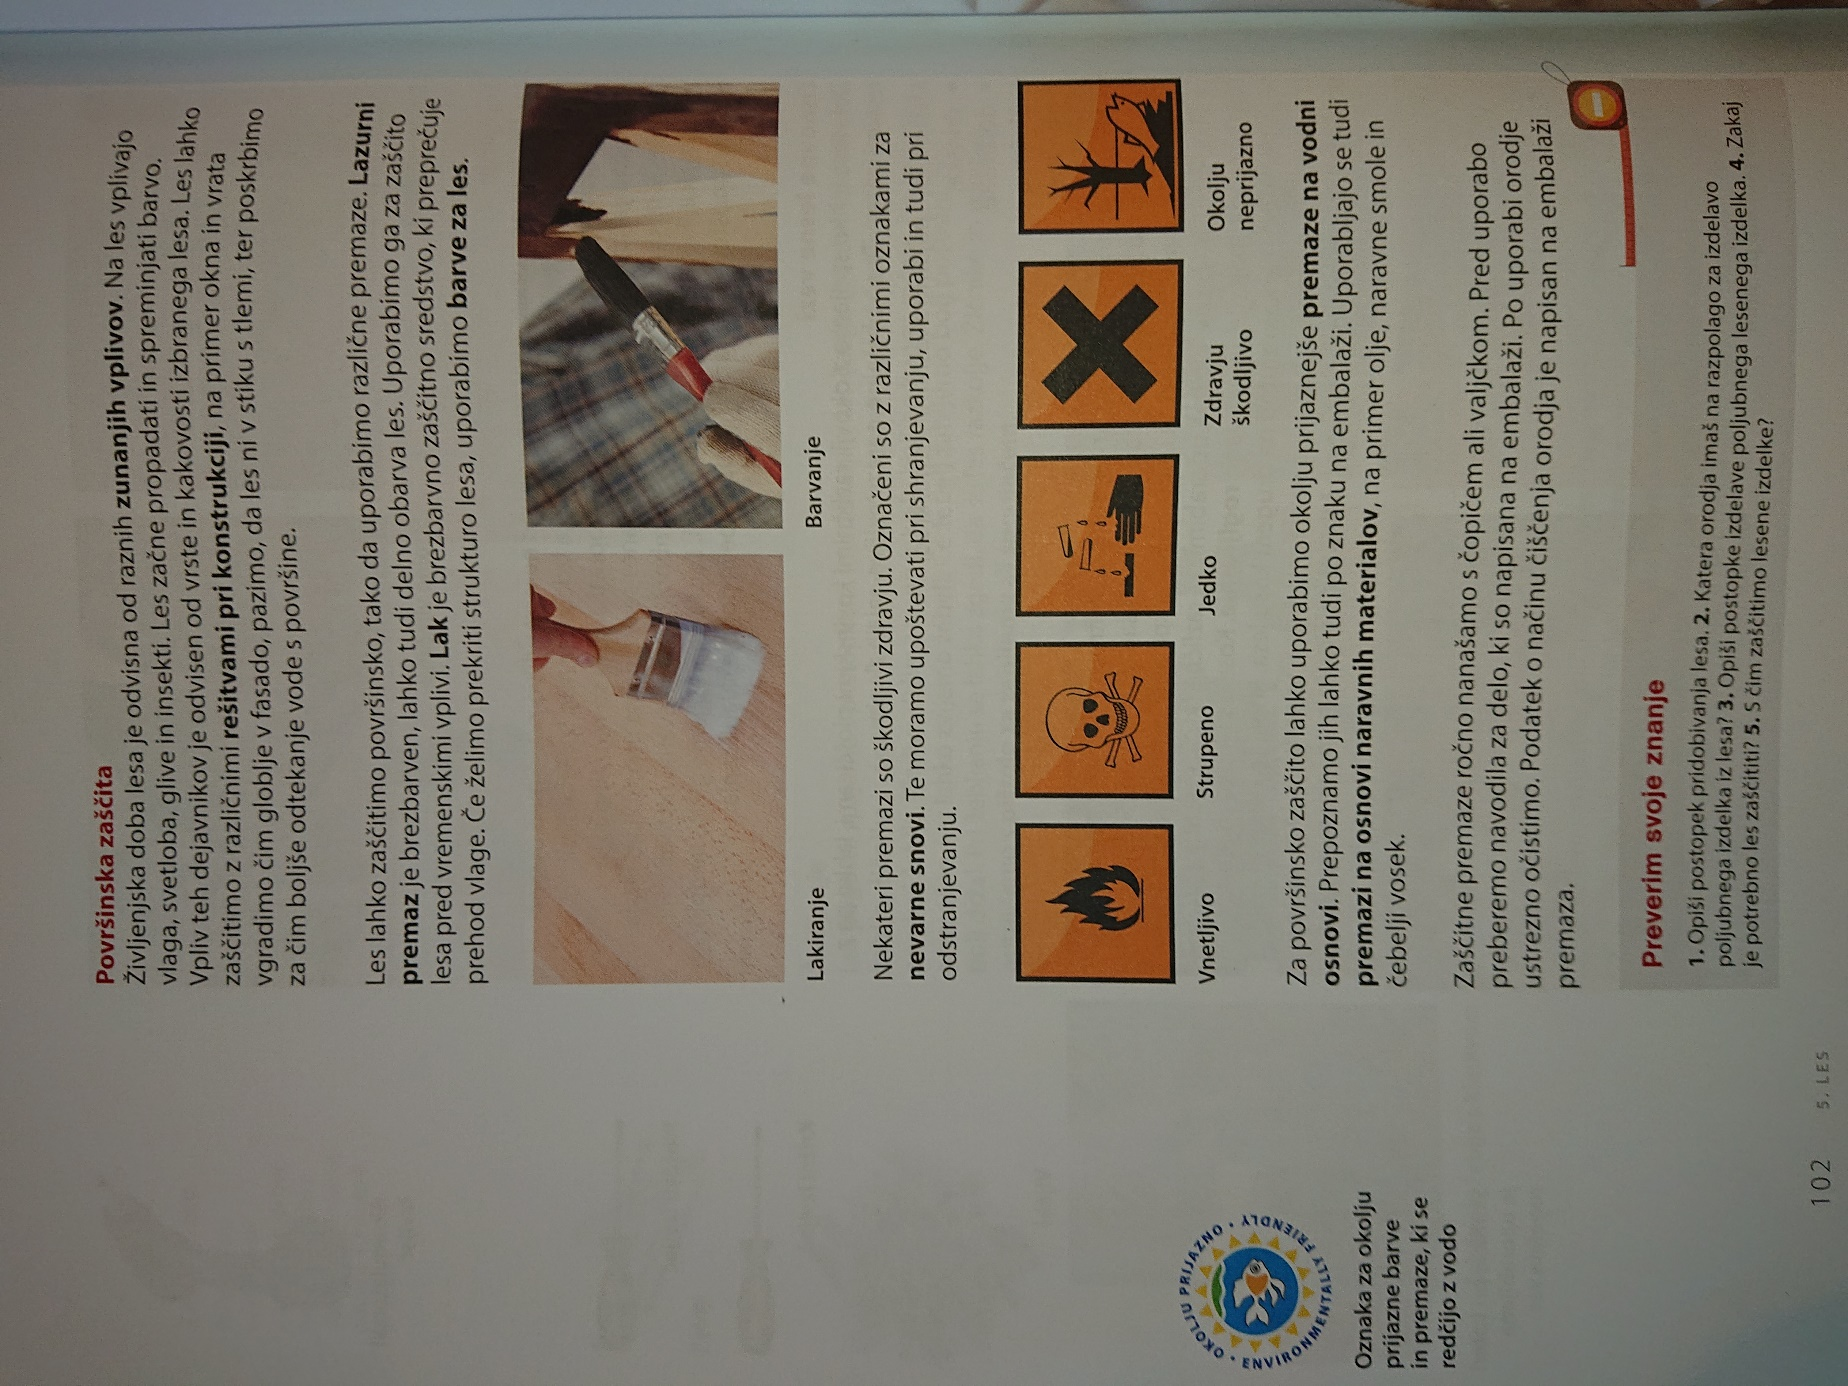 Površinska zaščita
Življenjska doba lesa je odvisna od raznih zunanjih vplivov. Na les vplivajo
vlaga, svetloba, glive in insekti. Les začne propadati in spreminjati barvo.
Vpliv teh dejavnikov je odvisen od vrste in kakovosti izbranega lesa. Les lahko
zaščitimo z različnimi rešitvami pri konstrukciji, na primer okna in vrata
vgradimo čim globlje v fasado, pazimo, da les ni v stiku s tlemi, ter poskrbimo
za čim boljše odtekanje vode s površine.
Les lahko zaščitimo površinsko, tako da uporabimo različne premaze. Lazurni
premaz je brezbarven, lahko tudi delno obarva les. Uporabimo ga za zaščito
lesa pred vremenskimi vplivi. Lak je brezbarvno zaščitno sredstvo, ki preprečuje
prehod vlage. Če želimo prekriti strukturo lesa, uporabimo barve za les.
Lakiranje
Barvanje
Nekateri premazi so škodljivi zdravju. Označeni so z različnimi oznakami za
nevarne snovi. Te moramo upoštevati pri shranjevanju, uporabi in tudi pri
odstranjevanju.
Vnetljivo
Strupeno
Jedko
Zdravju
škodljivo
Okolju
neprijazno
Za površinsko zaščito lahko uporabimo okolju prijaznejše premaze na vodni
osnovi. Prepoznamo jih lahko tudi po znaku na embalaži. Uporabljajo se tudi
premazi na osnovi naravnih materialov, na primer olje, naravne smole in
čebelji vosek.
Zaščitne premaze ročno nanašamo s čopičem ali valjčkom. Pred uporabo
preberemo navodila za delo, ki so napisana na embalaži. Po uporabi orodje
ustrezno očistimo. Podatek o načinu čiščenja orodja je napisan na embalaži
premaza.
OKOLJU PRIJAZNO • ENVIRONMENTALLY FRIENDLY •
Oznaka za okolju
prijazne barve
in premaze, ki se
redčijo z vodo
Preverim svoje znanje
1. Opiši postopek pridobivanja lesa. 2. Katera orodja imaš na razpolago za izdelavo
poljubnega izdelka iz lesa? 3. Opiši postopke izdelave poljubnega lesenega izdelka. 4. Zakaj
je potrebno les zaščititi? 5. S čim zaščitimo lesene izdelke?
102 5. LES